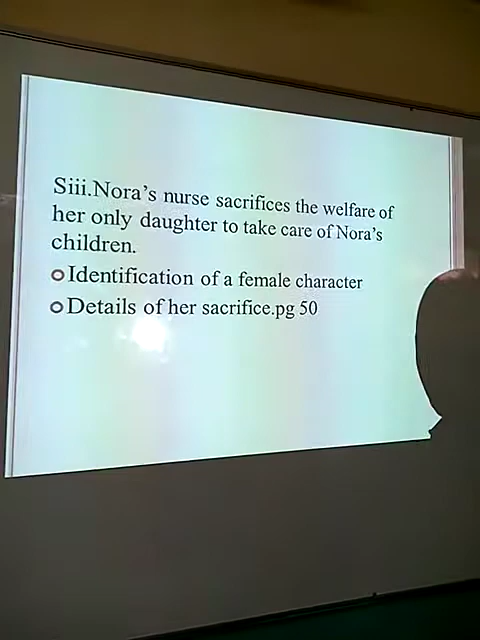 Siii.Nora's nurse sacrifices the welfare of
her only daughter to take care of Nora's
children.
Identification of a female character
Details of her sacrifice.pg 50